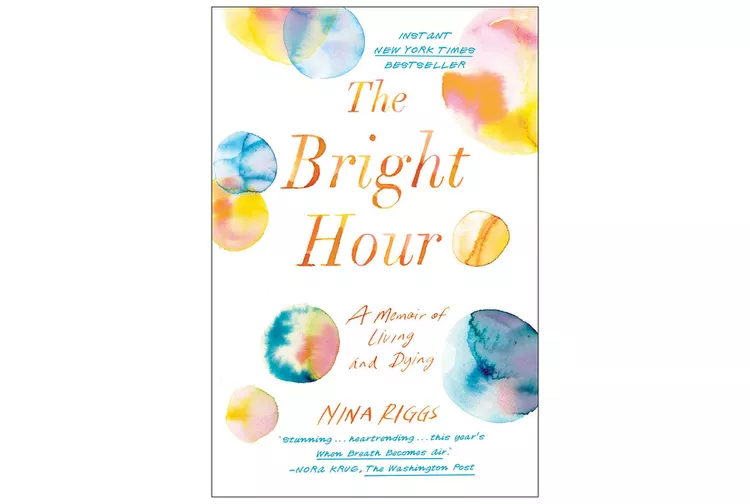 INSTANT
NEW YORK TIMES
BESTSELLER
The
Bright
Hour
A Memoir of
Living
and Dying
NINA RIGGS
"Stunning... heartrending... this year's
When Breath Becomes Air."
–NORA KRUG, The Washington Post